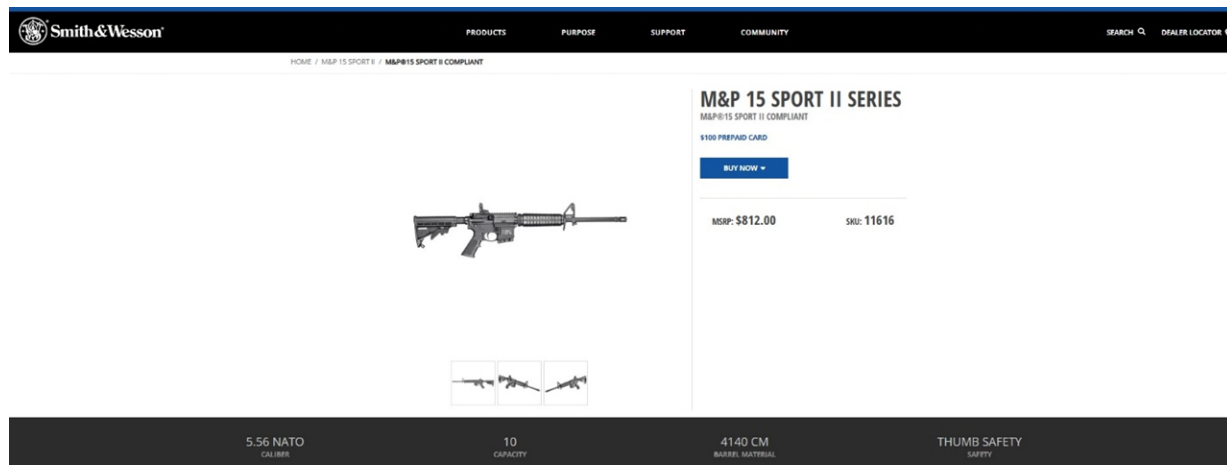 Smith & Wesson®
PRODUCTS PURPOSE SUPPORT COMMUNITY SEARCH DEALER LOCATOR
HOME / M&P 15 SPORT II / M&P®15 SPORT II COMPLIANT
M&P 15 SPORT II SERIES
M&P®15 SPORT II COMPLIANT
$100 PREPAID CARD
BUY NOW
MSRP: $812.00 SKU: 11616
5.56 NATO 10 4140 CM THUMB SAFETY
CALIBER CAPACITY BARREL MATERIAL SAFETY